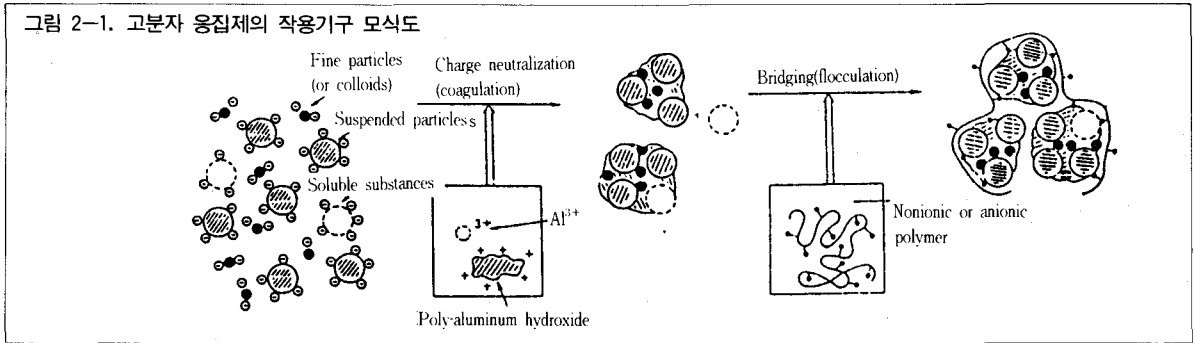 그림 2-1. 고분자 응집제의 작용기구 모식도
Fine particles
(or colloids)
Suspended particles
Soluble substances
Charge neutralization
(coagulation)
3+
Al3+
Poly-aluminum hydroxide
Bridging(flocculation)
Nonionic or anionic
polymer